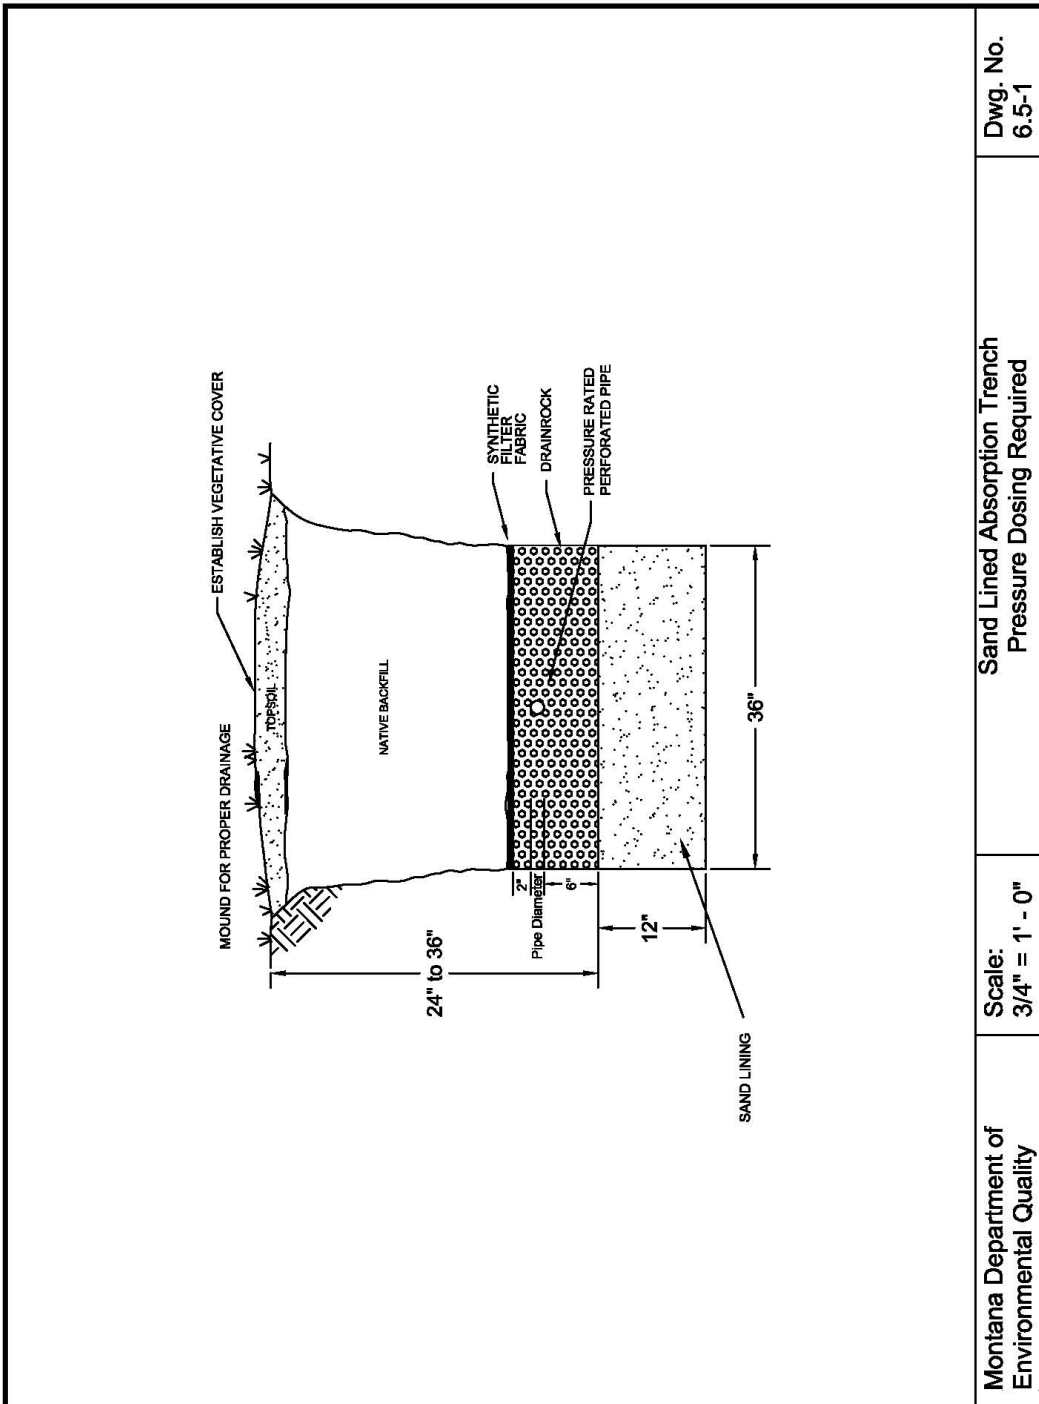 MOUND FOR PROPER DRAINAGE
ESTABLISH VEGETATIVE COVER
TOPSOIL
NATIVE BACKFILL
24" to 36"
SYNTHETIC
FILTER
FABRIC
DRAINROCK
PRESSURE RATED
PERFORATED PIPE
2"
Pipe Diameter
6"
12"
36"
SAND LINING
Montana Department of
Environmental Quality
Scale:
3/4" = 1' - 0"
Sand Lined Absorption Trench
Pressure Dosing Required
Dwg. No.
6.5-1